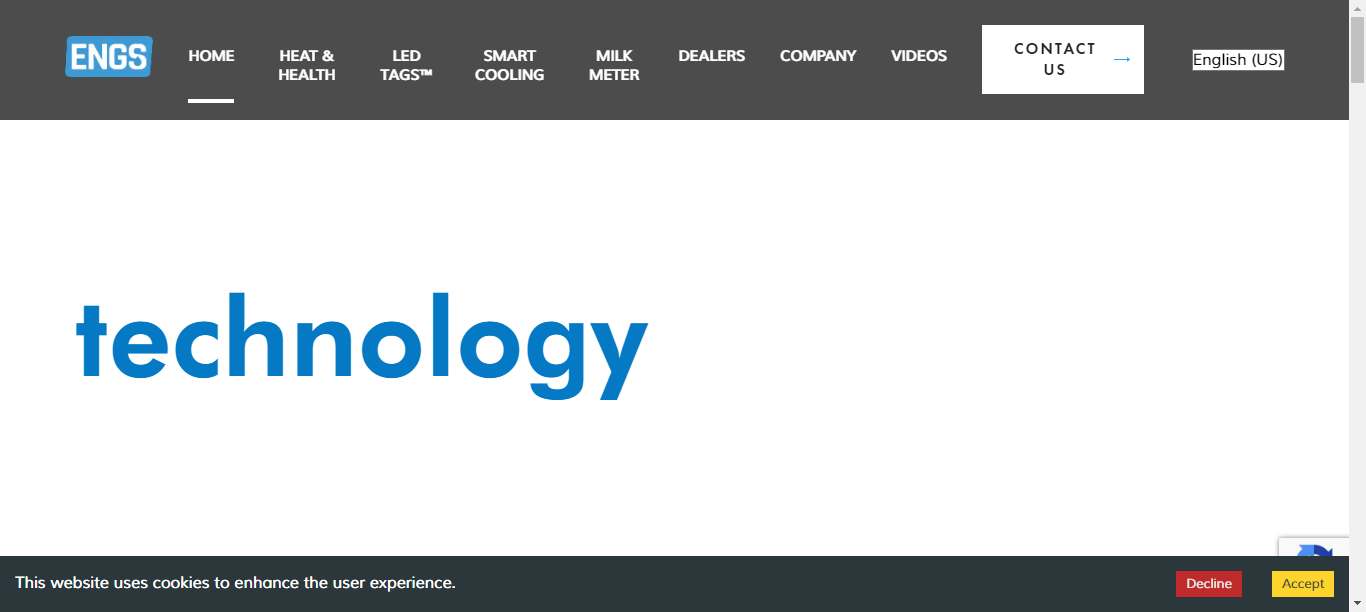 ENGS
HOME
HEAT &
HEALTH
LED
TAGS™
SMART
COOLING
MILK
METER
DEALERS
COMPANY
VIDEOS
CONTACT
US
English (US)
technology
This website uses cookies to enhance the user experience.
Decline
Accept